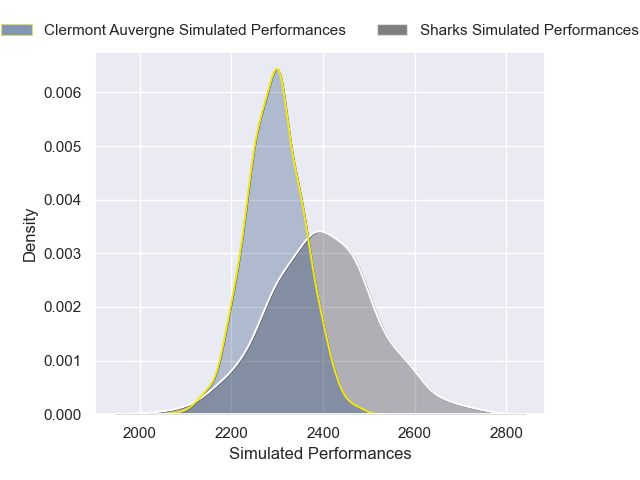 Clermont Auvergne Simulated Performances Sharks Simulated Performances
0.006
0.005
0.004
0.003
0.002
0.001
0.000
Density
2000 2200 2400 2600 2800
Simulated Performances